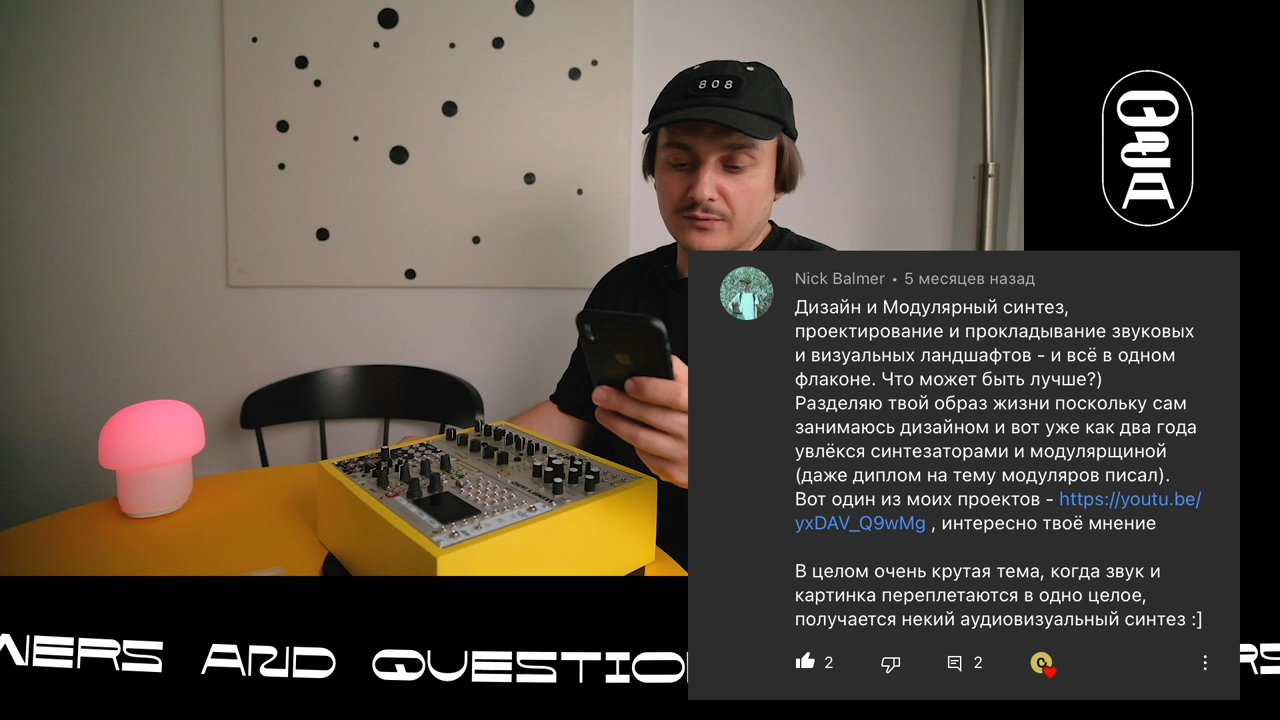 808
Q&A
Nick Balmer • 5 месяцев назад
Дизайн и Модулярный синтез,
проектирование и прокладывание звуковых
и визуальных ландшафтов - и всё в одном
флаконе. Что может быть лучше?)
Разделяю твой образ жизни поскольку сам
занимаюсь дизайном и вот уже как два года
увлёкся синтезаторами и модулярщиной
(даже диплом на тему модуляров писал).
Вот один из моих проектов - https://youtu.be/
yxDAV_Q9wMg , интересно твоё мнение
В целом очень крутая тема, когда звук и
картинка переплетаются в одно целое,
получается некий аудиовизуальный синтез :]
2 2
WERS AND QUESTIO RS